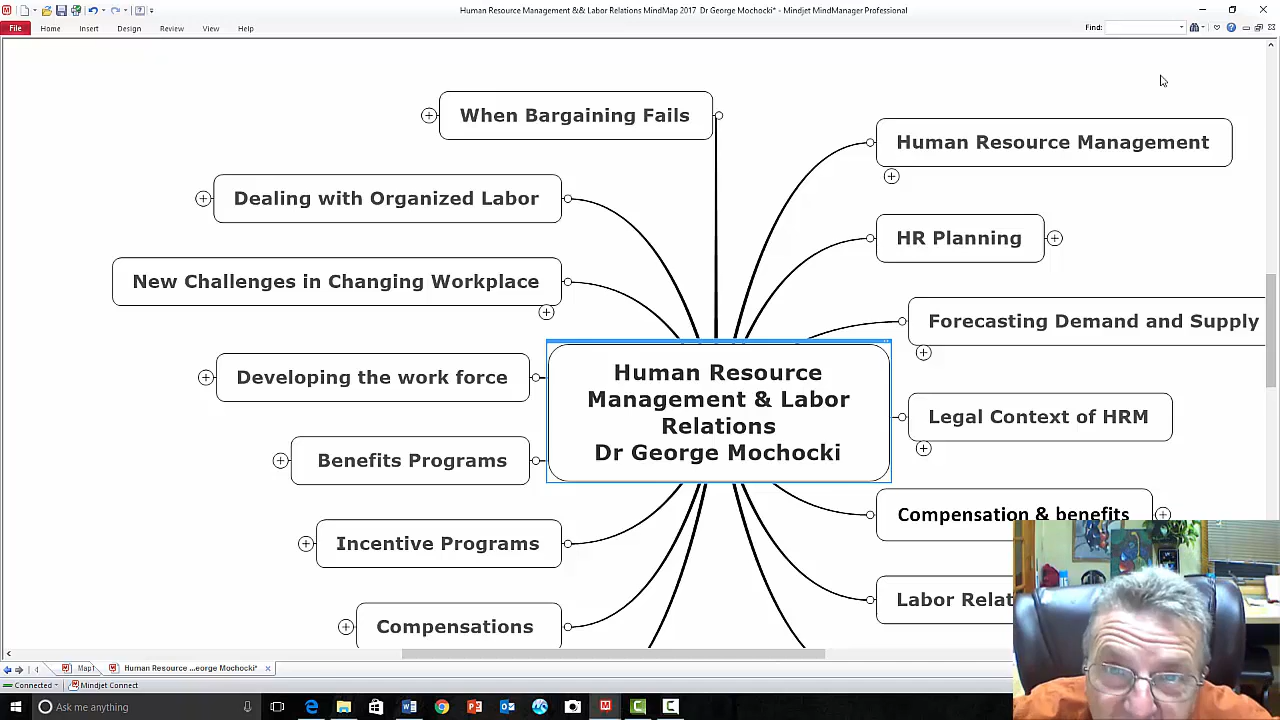 Human Resource Management && Labor Relations MindMap 2017 Dr George Mochocki* - Mindjet MindManager Professional
File Home Insert Design Review View Help
Find:
When Bargaining Fails
Human Resource Management
Dealing with Organized Labor
HR Planning
New Challenges in Changing Workplace
Forecasting Demand and Supply
Developing the work force
Human Resource
Management & Labor
Relations
Dr George Mochocki
Legal Context of HRM
Benefits Programs
Compensation & benefits
Incentive Programs
Labor Relat
Compensations
Map1
Human Resource ...eorge Mochocki*
Connected
Mindjet Connect
Ask me anything